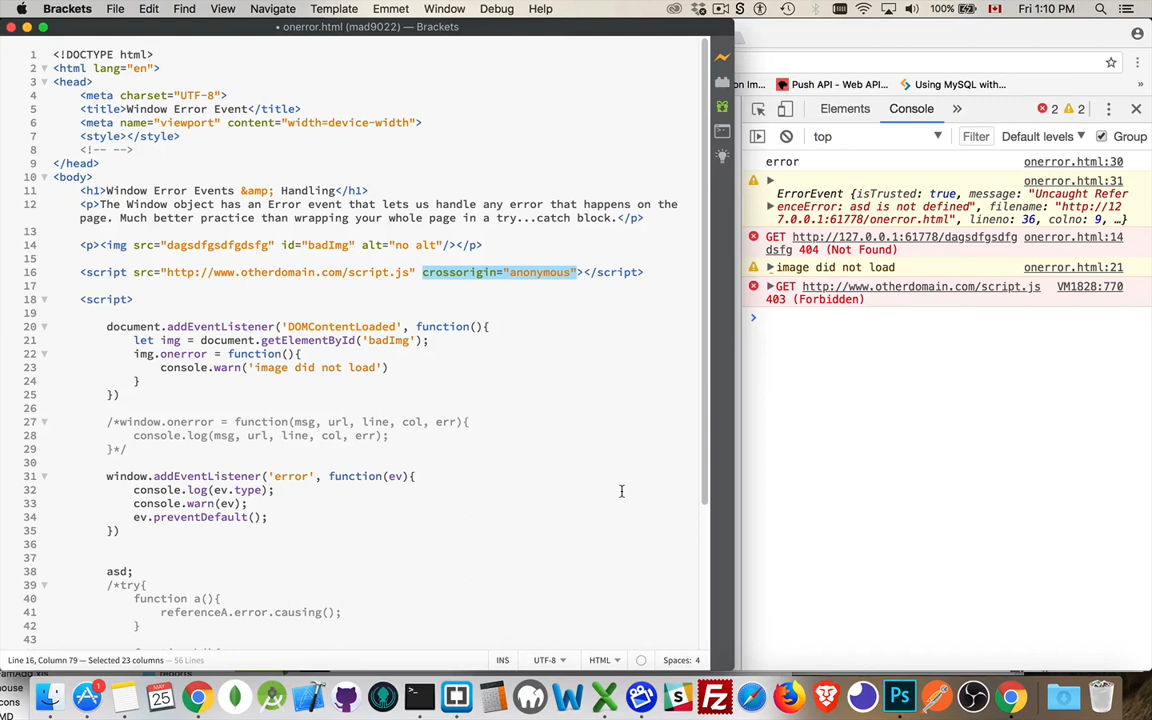 Brackets File Edit Find View Navigate Template Emmet Window Debug Help 100% Fri 1:10 PM
• onerror.html (mad9022) — Brackets
1 <!DOCTYPE html>
2 <html lang="en">
3 <head>
4 <meta charset="UTF-8">
5 <title>Window Error Event</title>
6 <meta name="viewport" content="width=device-width">
7 <style></style>
8 <!-- -->
9 </head>
10 <body>
11 <h1>Window Error Events &amp; Handling</h1>
12 <p>The Window object has an Error event that lets us handle any error that happens on the
page. Much better practice than wrapping your whole page in a try...catch block.</p>
13
14 <p><img src="dagsdfgsdfgdsfg" id="badImg" alt="no alt"/></p>
15
16 <script src="http://www.otherdomain.com/script.js" crossorigin="anonymous"></script>
17
18 <script>
19
20 document.addEventListener('DOMContentLoaded', function(){
21 let img = document.getElementById('badImg');
22 img.onerror = function(){
23 console.warn('image did not load')
24 }
25 })
26
27 /*window.onerror = function(msg, url, line, col, err){
28 console.log(msg, url, line, col, err);
29 }*/
30
31 window.addEventListener('error', function(ev){
32 console.log(ev.type);
33 console.warn(ev);
34 ev.preventDefault();
35 })
36
37
38 asd;
39 /*try{
40 function a(){
41 referenceA.error.causing();
42 }
43
Line 16, Column 79 — Selected 23 columns — 56 Lines INS UTF-8 HTML Spaces: 4
Push API - Web API... Using MySQL with...
Elements Console 2 2
top Filter Default levels Group
error onerror.html:30
onerror.html:31
ErrorEvent {isTrusted: true, message: "Uncaught Refer
enceError: asd is not defined", filename: "http://12
7.0.0.1:61778/onerror.html", lineno: 36, colno: 9, …}
GET http://127.0.0.1:61778/dagsdfgsdfg onerror.html:14
dsfg 404 (Not Found)
image did not load onerror.html:21
GET http://www.otherdomain.com/script.js VM1828:770
403 (Forbidden)